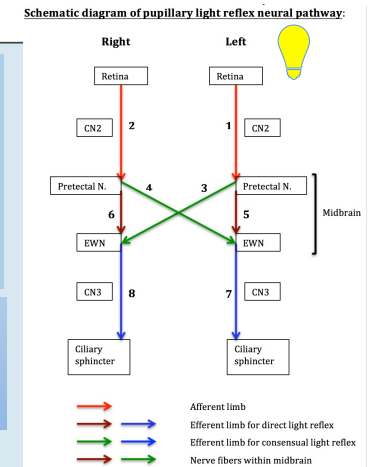 Schematic diagram of pupillary light reflex neural pathway:
Right Left
Retina Retina
CN2 2 1 CN2
Pretectal N. 4 3 Pretectal N.
6 5 Midbrain
EWN EWN
CN3 8 7 CN3
Ciliary Ciliary
sphincter sphincter
Afferent limb
Efferent limb for direct light reflex
Efferent limb for consensual light reflex
Nerve fibers within midbrain